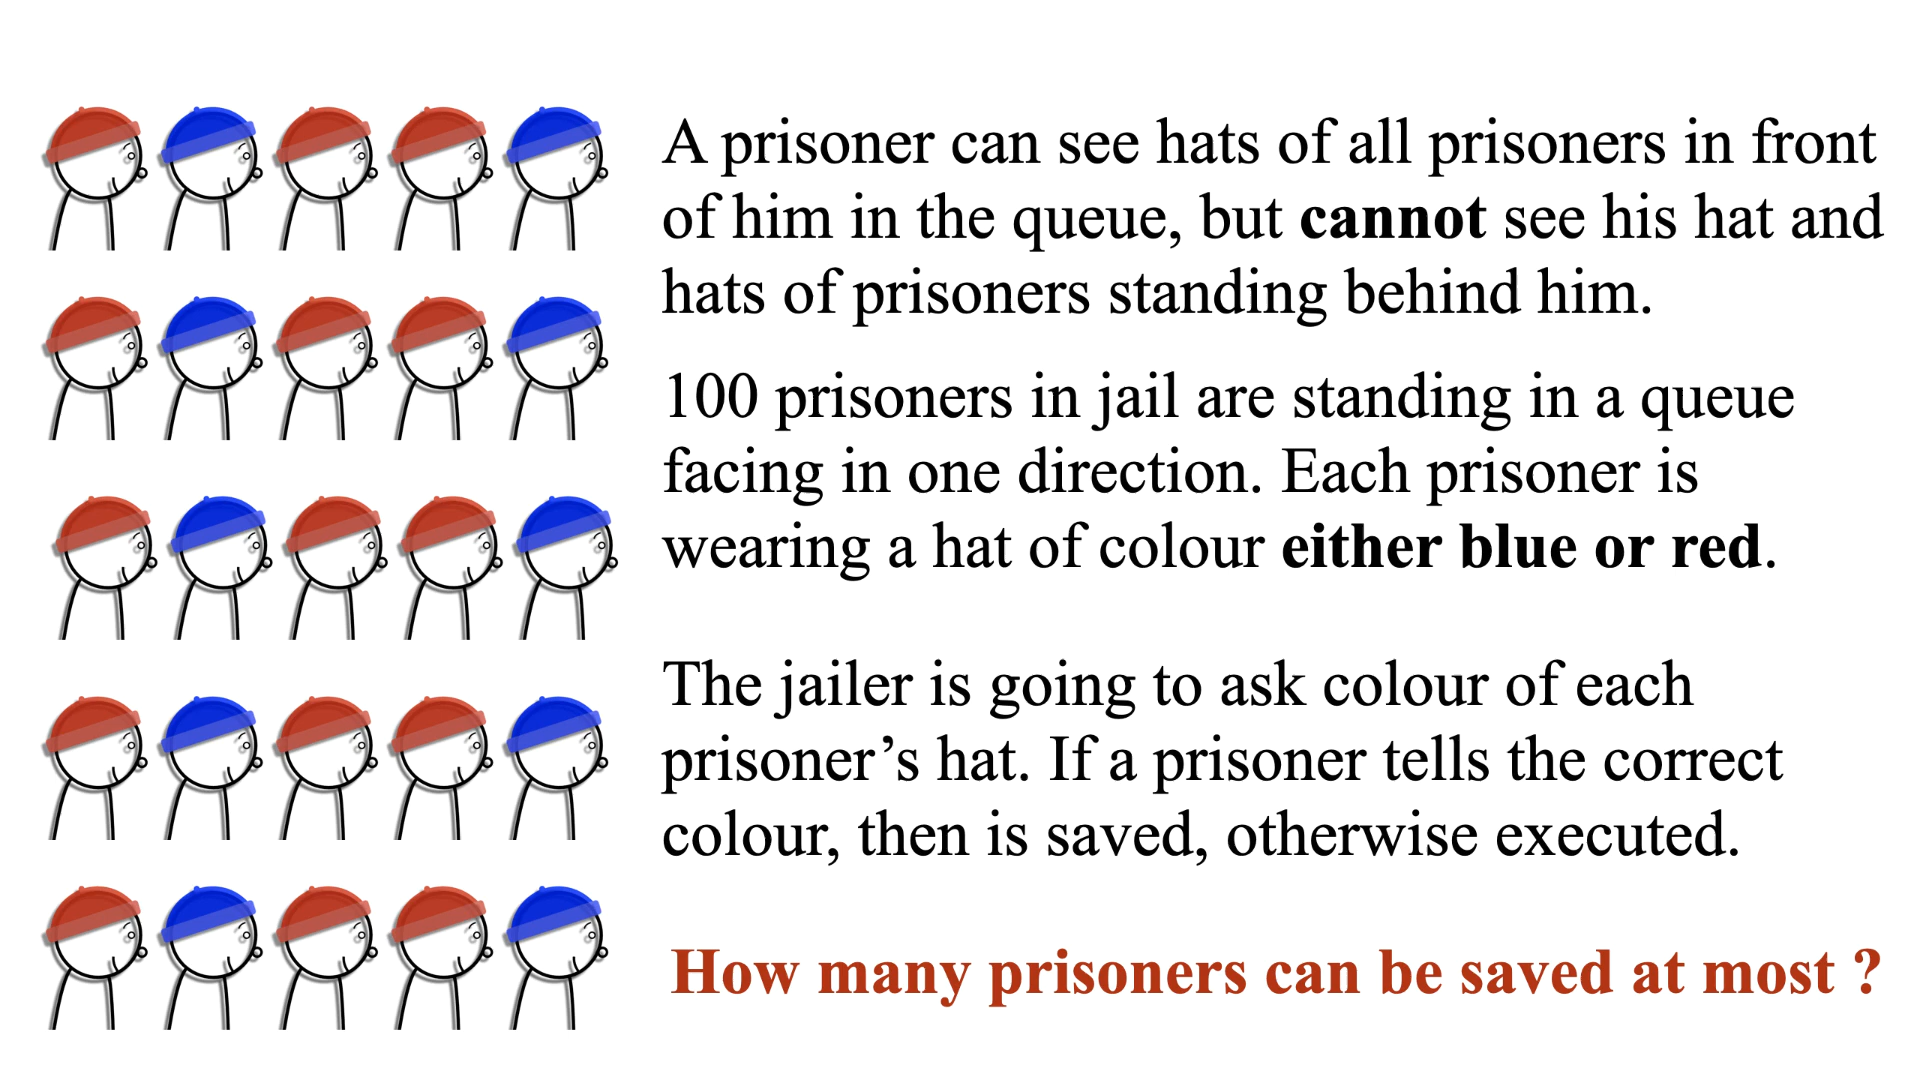 A prisoner can see hats of all prisoners in front
of him in the queue, but cannot see his hat and
hats of prisoners standing behind him.
100 prisoners in jail are standing in a queue
facing in one direction. Each prisoner is
wearing a hat of colour either blue or red.
The jailer is going to ask colour of each
prisoner’s hat. If a prisoner tells the correct
colour, then is saved, otherwise executed.
How many prisoners can be saved at most ?